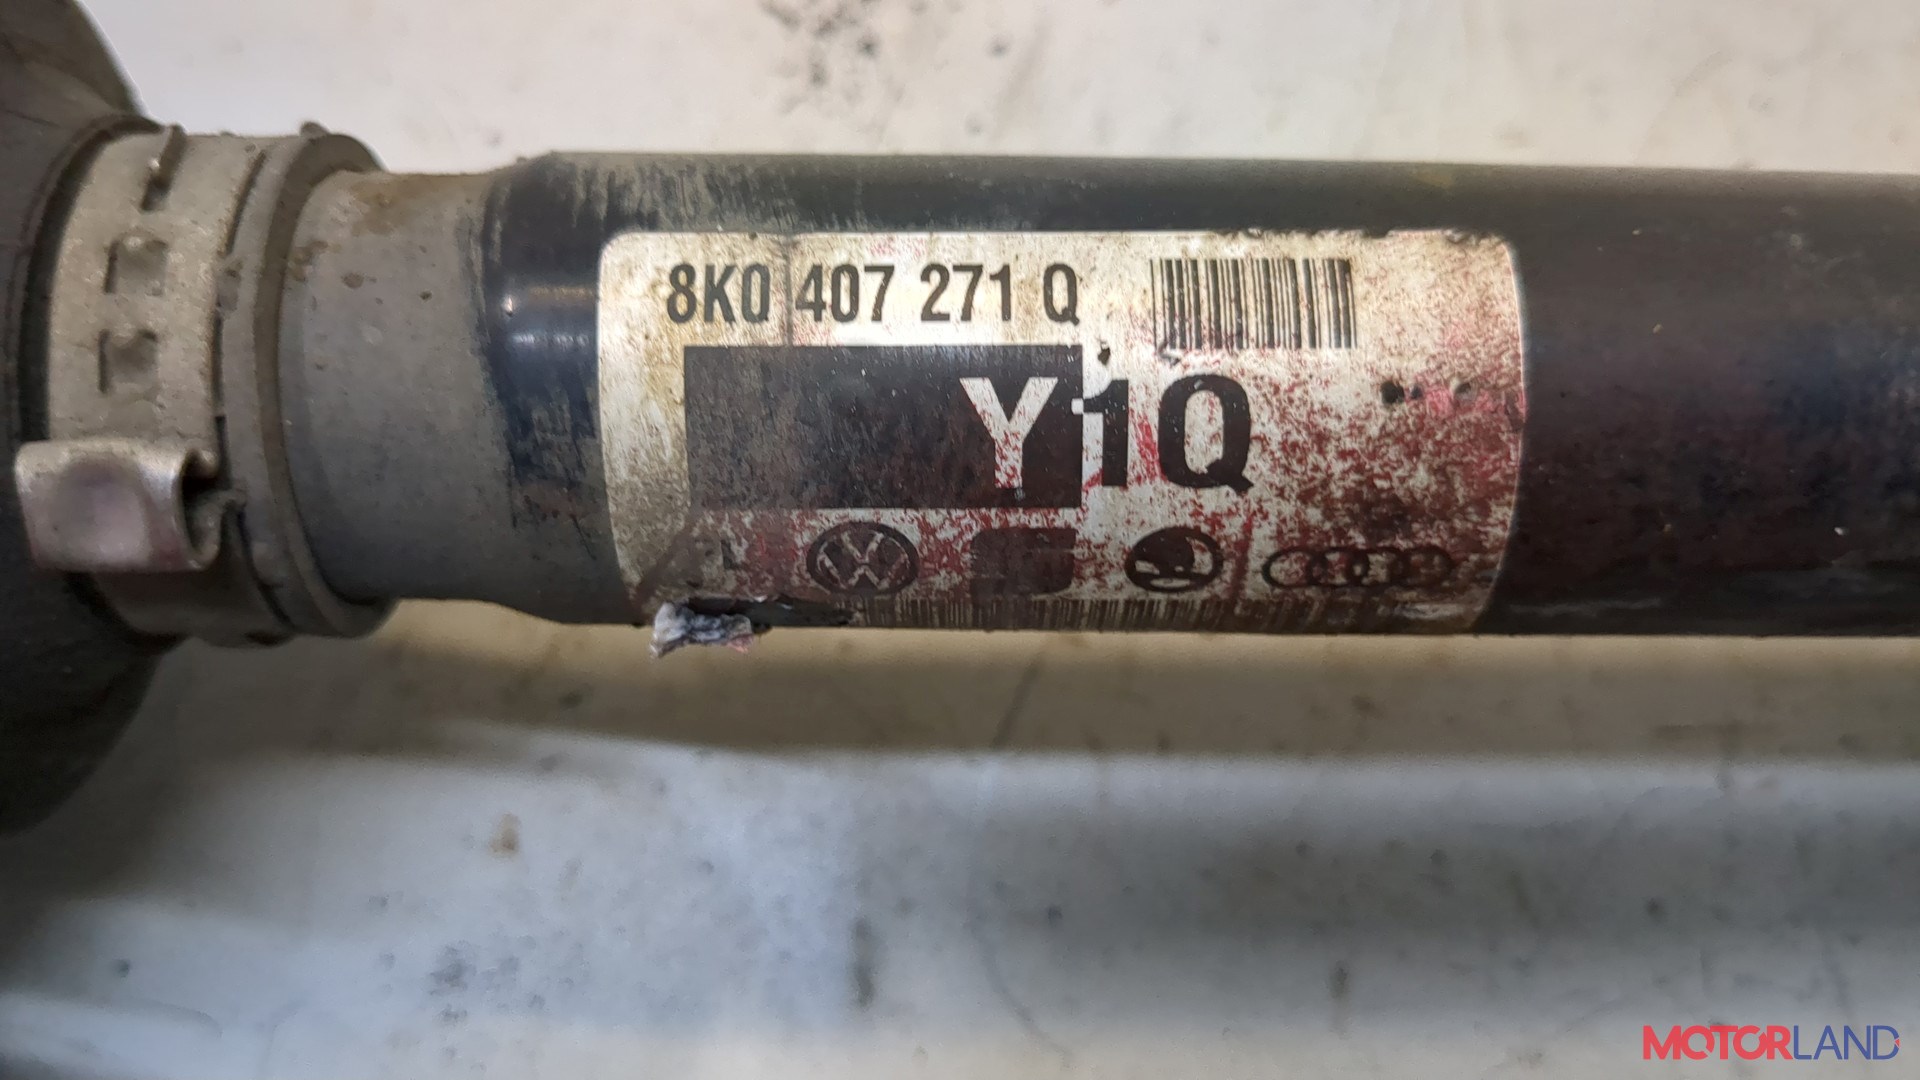 8K0 407 271 Q
Y1Q
L
MOTORLAND